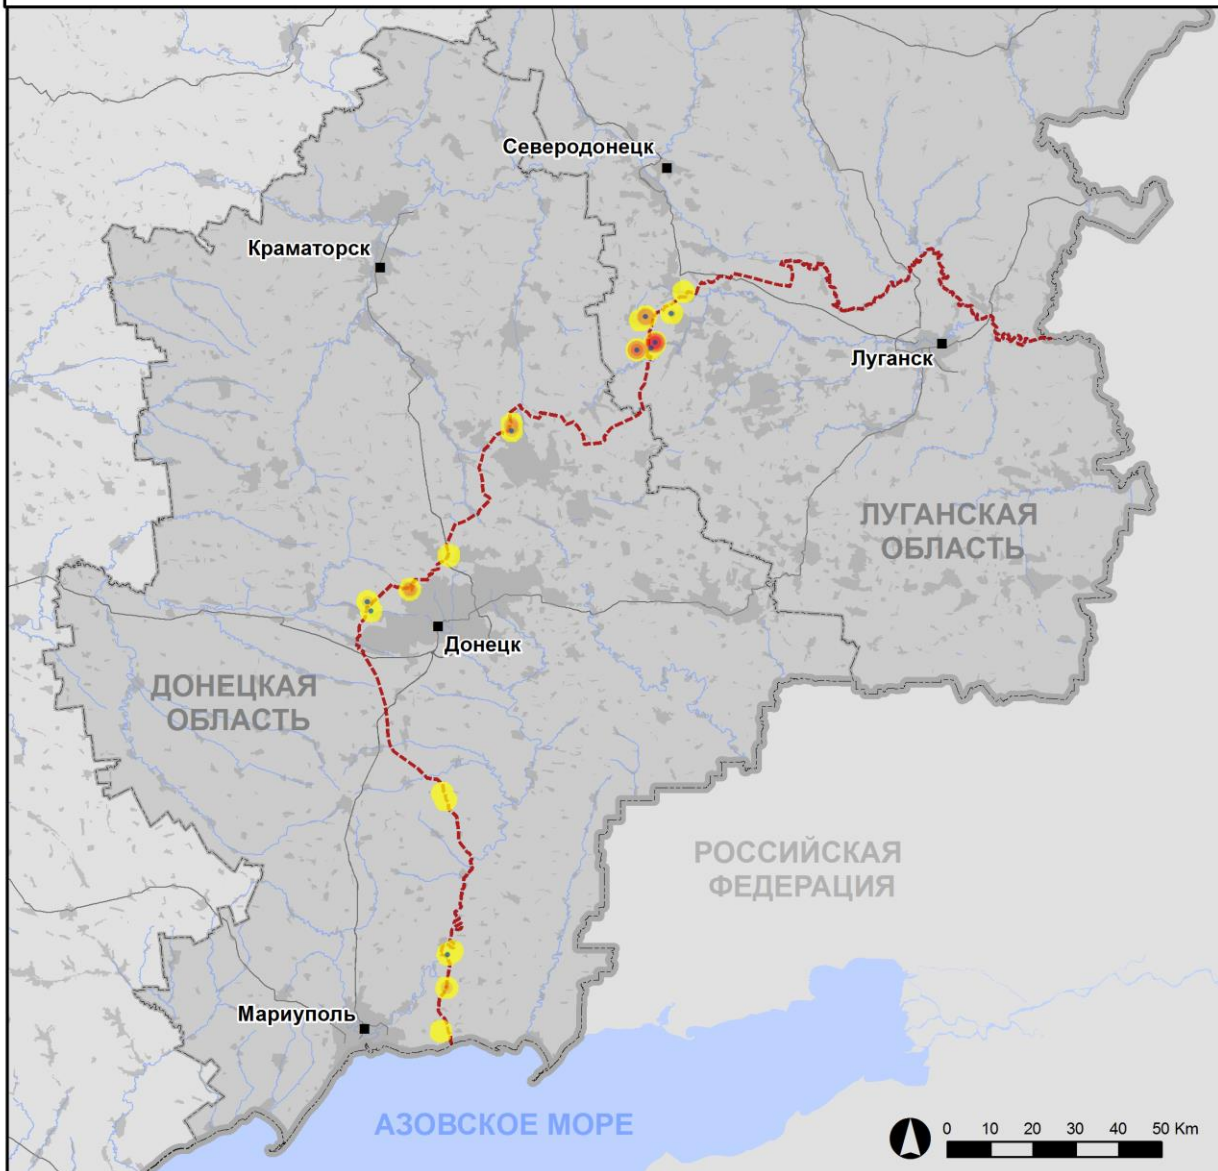 Северодонецк
Краматорск
Луганск
ЛУГАНСКАЯ
ОБЛАСТЬ
Донецк
ДОНЕЦКАЯ
ОБЛАСТЬ
РОССИЙСКАЯ
ФЕДЕРАЦИЯ
Мариуполь
АЗОВСКОЕ МОРЕ
0 10 20 30 40 50 Km